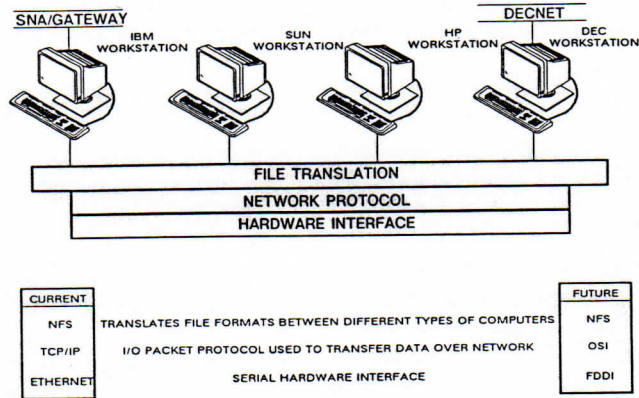 SNA/GATEWAY
DECNET
IBM
WORKSTATION
SUN
WORKSTATION
HP
WORKSTATION
DEC
WORKSTATION
FILE TRANSLATION
NETWORK PROTOCOL
HARDWARE INTERFACE
CURRENT
FUTURE
NFS TRANSLATES FILE FORMATS BETWEEN DIFFERENT TYPES OF COMPUTERS NFS
TCP/IP I/O PACKET PROTOCOL USED TO TRANSFER DATA OVER NETWORK OSI
ETHERNET SERIAL HARDWARE INTERFACE FDDI